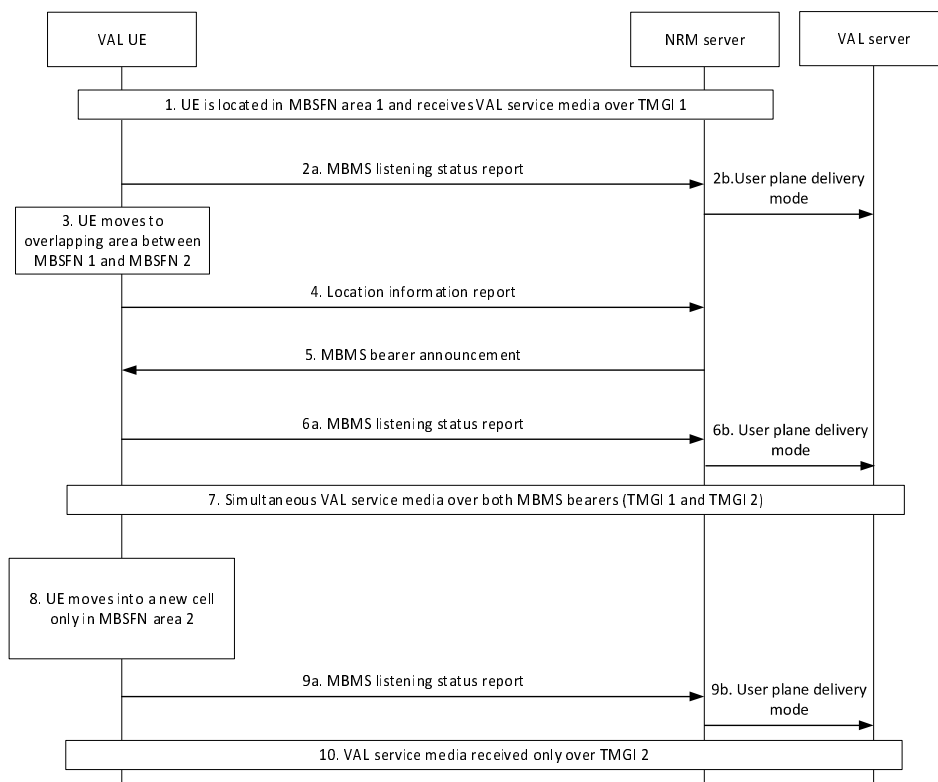 VAL UE
NRM server
VAL server
1. UE is located in MBSFN area 1 and receives VAL service media over TMGI 1
2a. MBMS listening status report
2b.User plane delivery
mode
3. UE moves to
overlapping area between
MBSFN 1 and MBSFN 2
4. Location information report
5. MBMS bearer announcement
6a. MBMS listening status report
6b. User plane delivery
mode
7. Simultaneous VAL service media over both MBMS bearers (TMGI 1 and TMGI 2)
8. UE moves into a new cell
only in MBSFN area 2
9a. MBMS listening status report
9b. User plane delivery
mode
10. VAL service media received only over TMGI 2